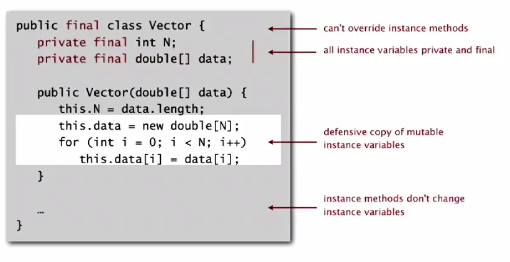 public final class Vector {
can't override instance methods
private final int N;
all instance variables private and final
private final double[] data;
public Vector(double[] data) {
this.N = data.length;
this.data = new double[N];
for (int i = 0; i < N; i++)
defensive copy of mutable
instance variables
this.data[i] = data[i];
}
…
instance methods don't change
instance variables
}